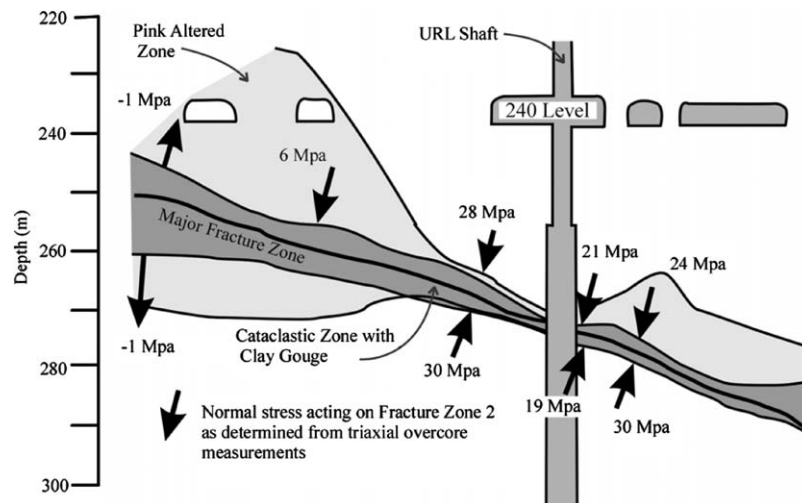 220
Pink Altered
Zone
URL Shaft
-1 Mpa
240
240 Level
6 Mpa
Depth (m)
Major Fracture Zone
28 Mpa
260
21 Mpa
24 Mpa
Cataclastic Zone with
Clay Gouge
-1 Mpa
30 Mpa
280
19 Mpa
30 Mpa
Normal stress acting on Fracture Zone 2
as determined from triaxial overcore
measurements
300